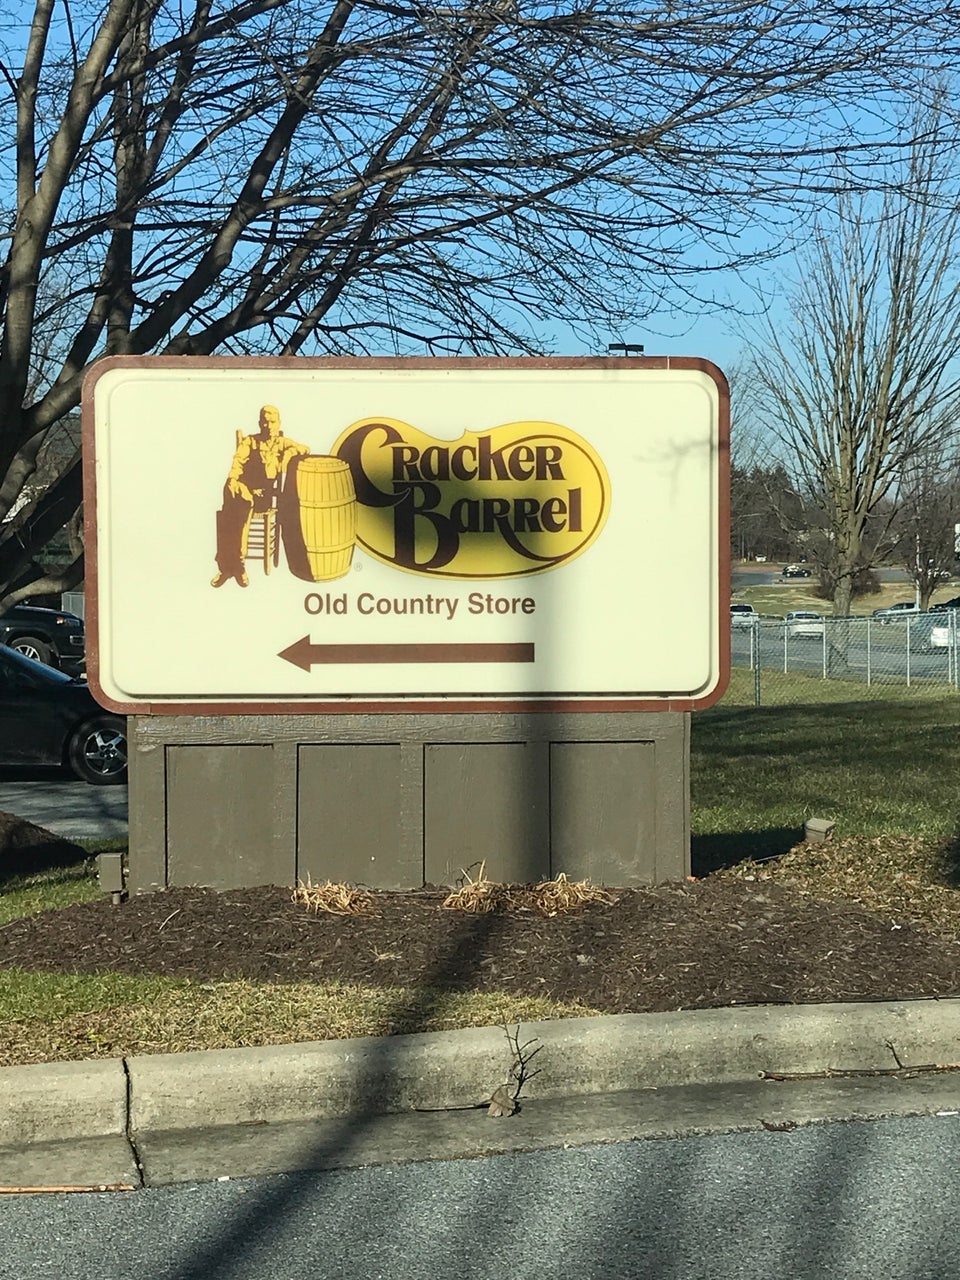 Cracker
Barrel
®
Old Country Store